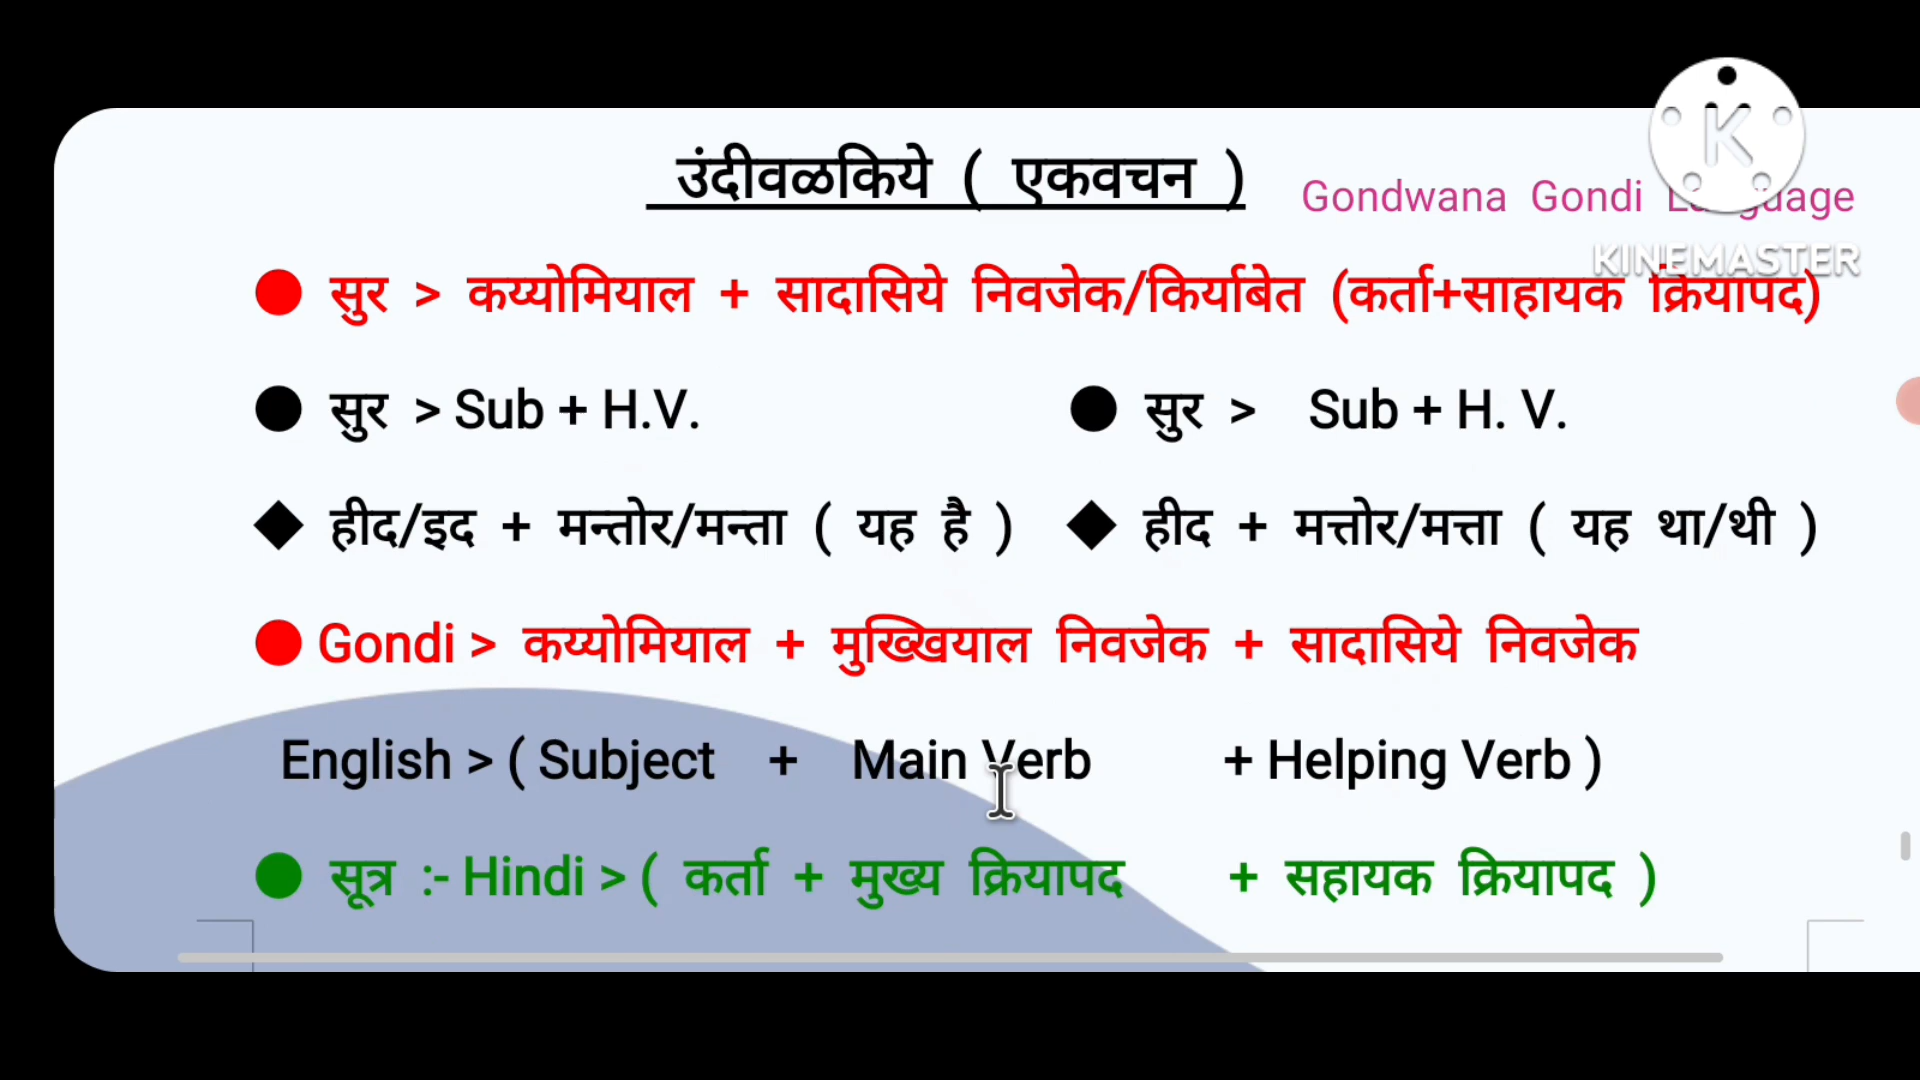 उंदीवळकिये ( एकवचन )
Gondwana Gondi Language
KINEMASTER
● सुर > कय्योमियाल + सादासिये निवजेक/किर्याबेत (कर्ता+साहायक क्रियापद)
● सुर > Sub + H.V. ● सुर > Sub + H. V.
◆ हीद/इद + मन्तोर/मन्ता ( यह है ) ◆ हीद + मत्तोर/मत्ता ( यह था/थी )
● Gondi > कय्योमियाल + मुख्खियाल निवजेक + सादासिये निवजेक
English > ( Subject + Main Verb + Helping Verb )
● सूत्र :- Hindi > ( कर्ता + मुख्य क्रियापद + सहायक क्रियापद )